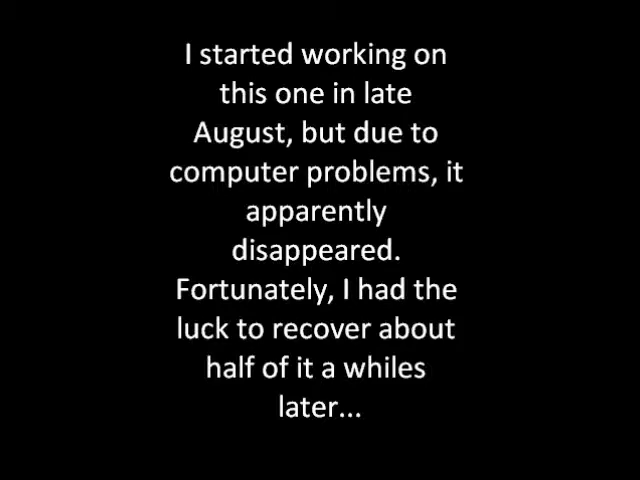 I started working on
this one in late
August, but due to
computer problems, it
apparently
disappeared.
Fortunately, I had the
luck to recover about
half of it a whiles
later...